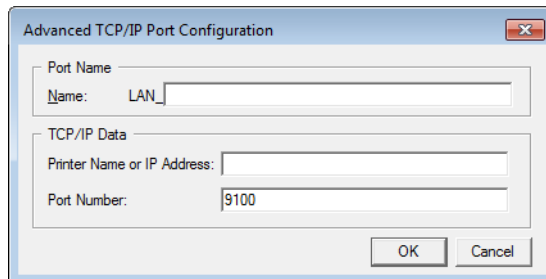 Advanced TCP/IP Port Configuration
Port Name
Name: LAN_
TCP/IP Data
Printer Name or IP Address:
Port Number: 9100
OK Cancel